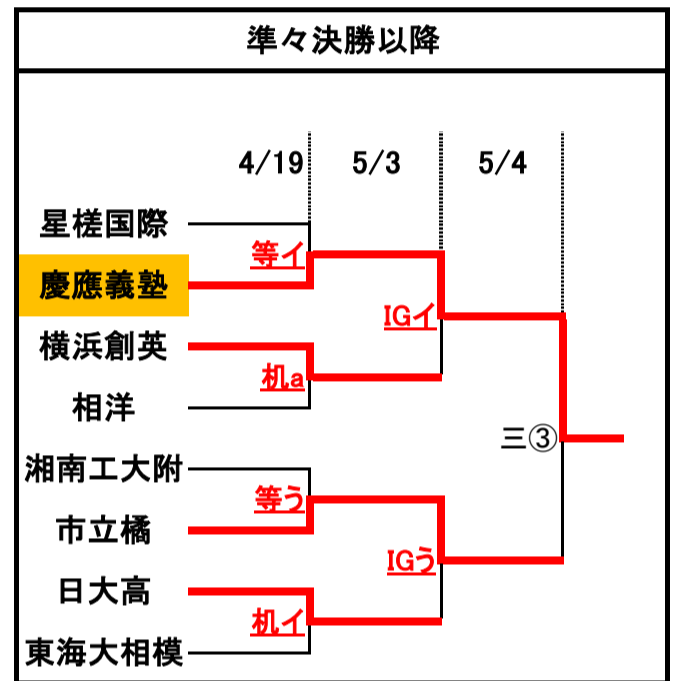 準々決勝以降
4/19 5/3 5/4
星槎国際
等イ
慶應義塾
IGイ
横浜創英
机a
相洋
三③
湘南工大附
等う
市立橘
IGう
日大高
机イ
東海大相模